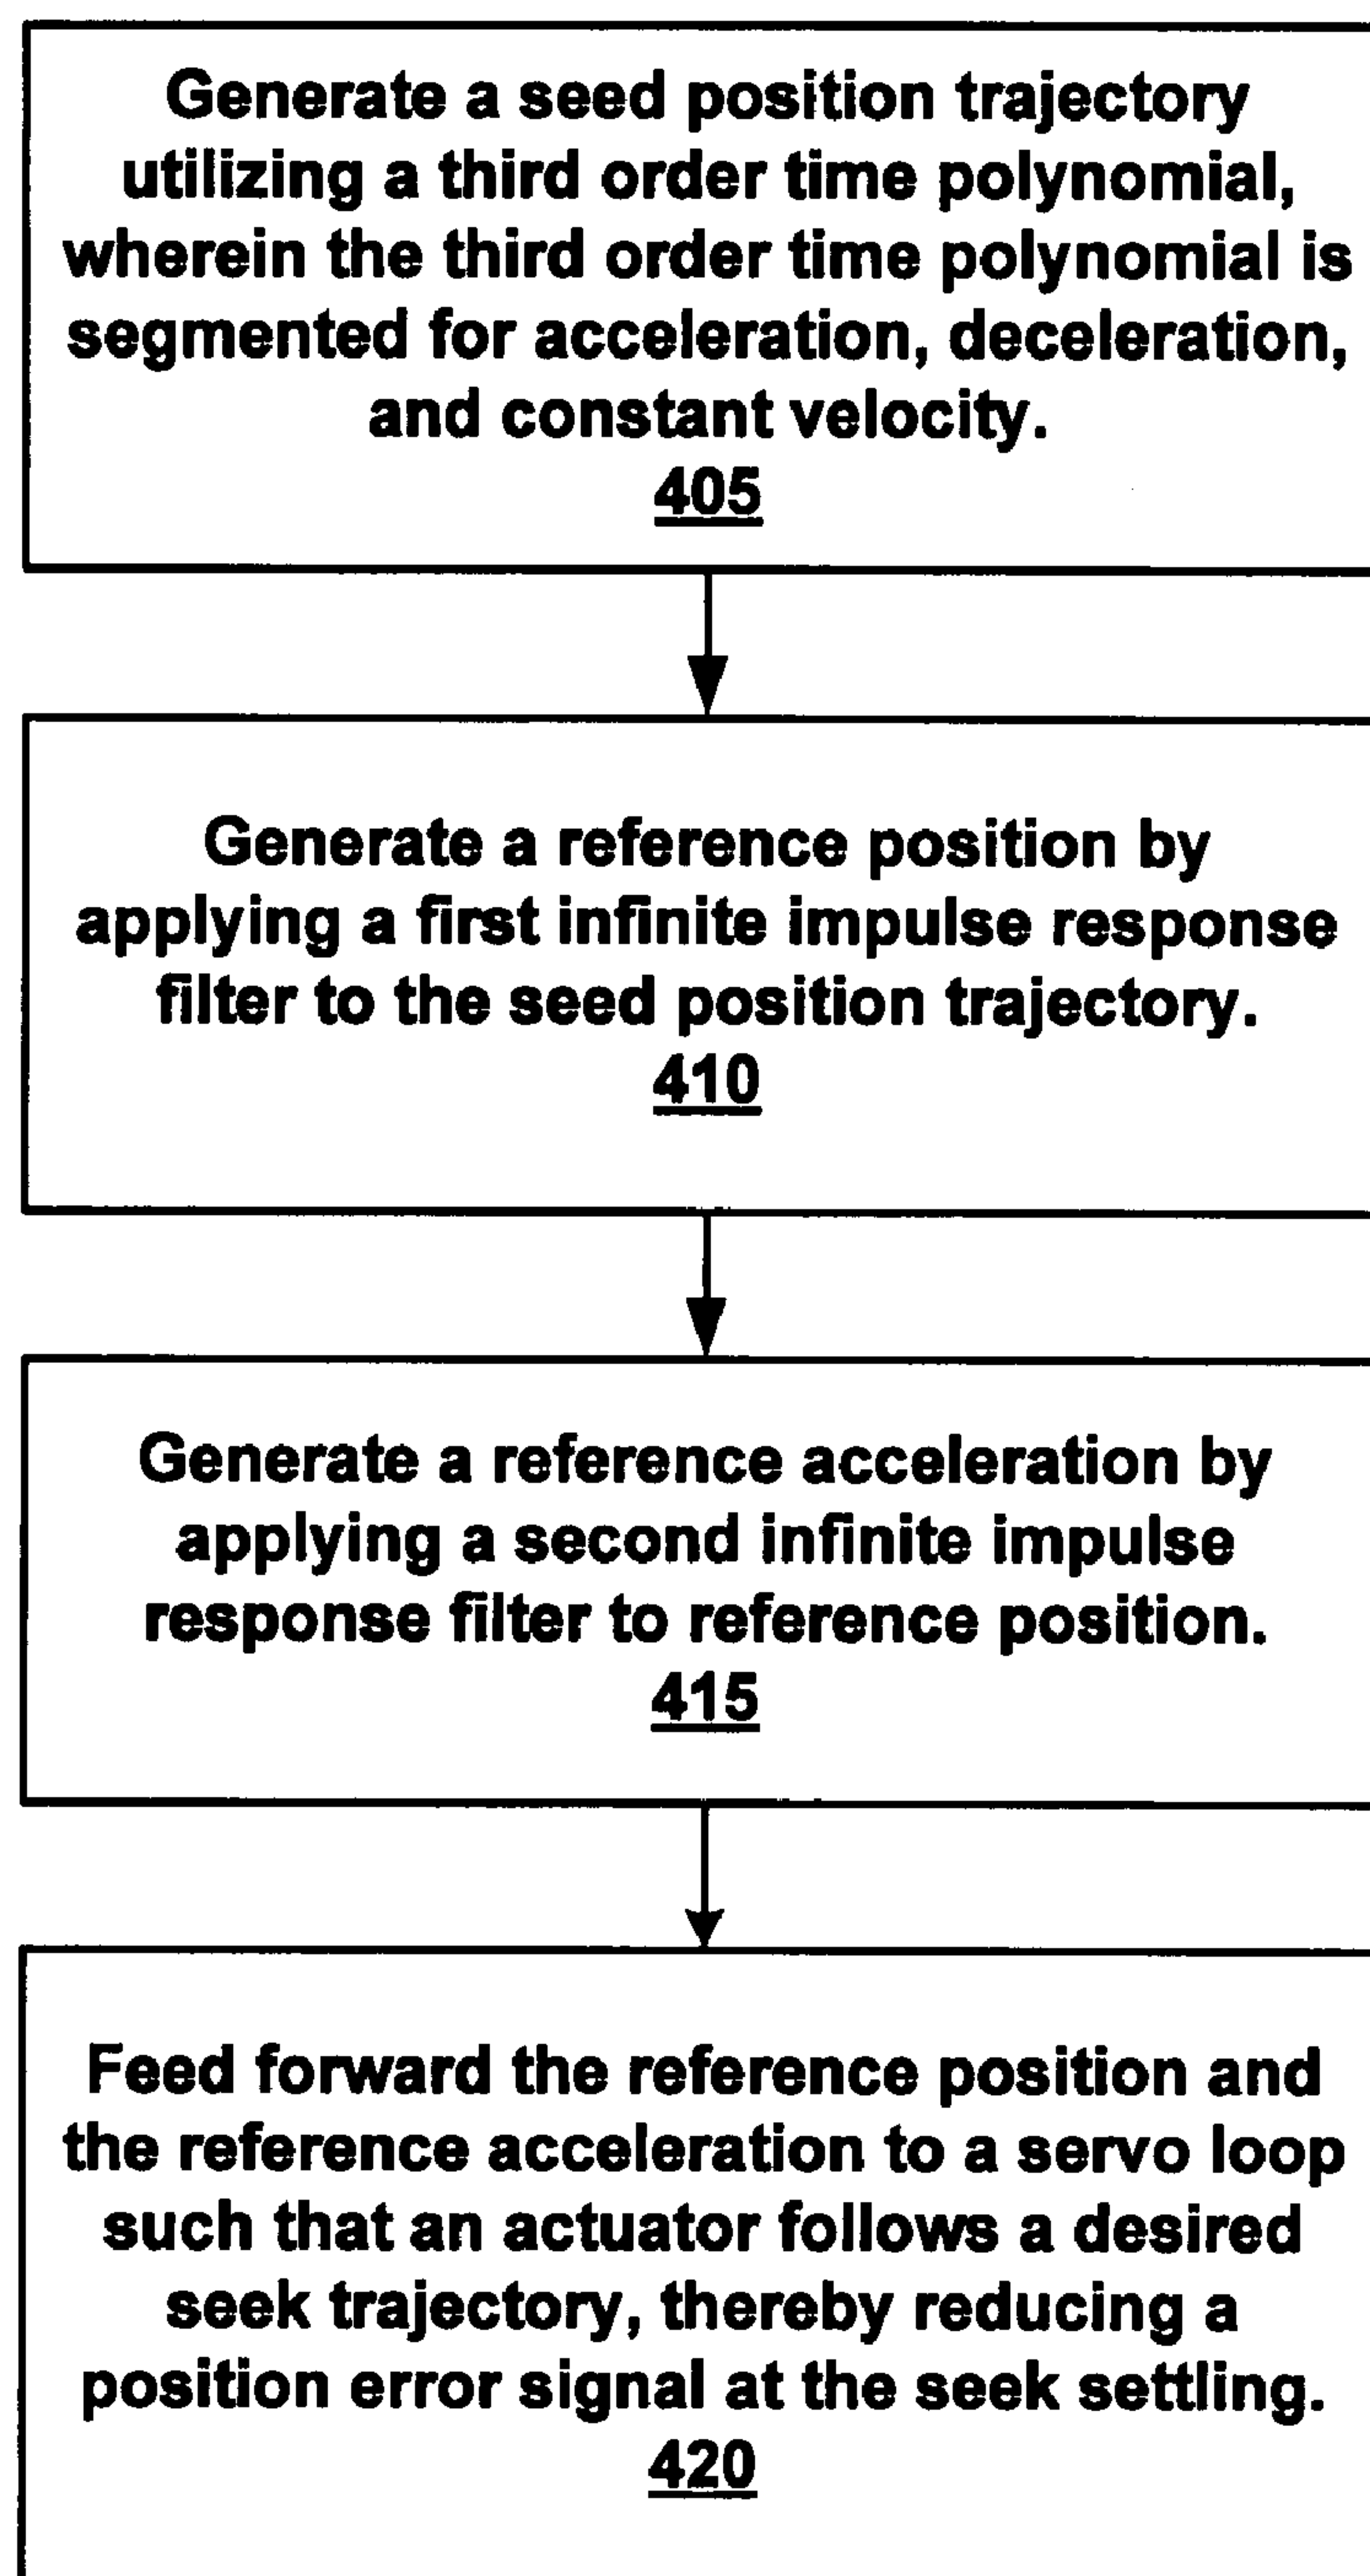 Generate a seed position trajectory
utilizing a third order time polynomial,
wherein the third order time polynomial is
segmented for acceleration, deceleration,
and constant velocity.
405
Generate a reference position by
applying a first infinite impulse response
filter to the seed position trajectory.
410
Generate a reference acceleration by
applying a second infinite impulse
response filter to reference position.
415
Feed forward the reference position and
the reference acceleration to a servo loop
such that an actuator follows a desired
seek trajectory, thereby reducing a
position error signal at the seek settling.
420